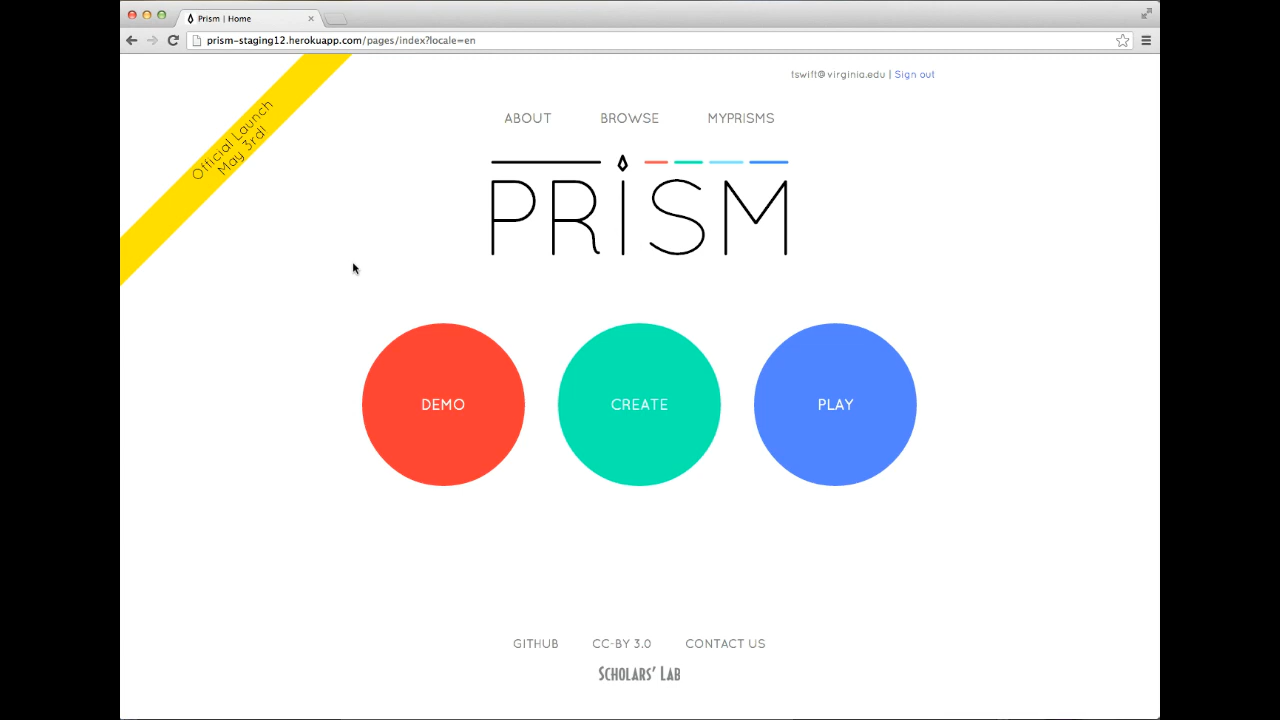 Prism | Home
prism-staging12.herokuapp.com/pages/index?locale=en
tswift@virginia.edu | Sign out
Official Launch
May 3rd!
ABOUT BROWSE MYPRISMS
PRISM
DEMO CREATE PLAY
GITHUB CC-BY 3.0 CONTACT US
SCHOLARS' LAB